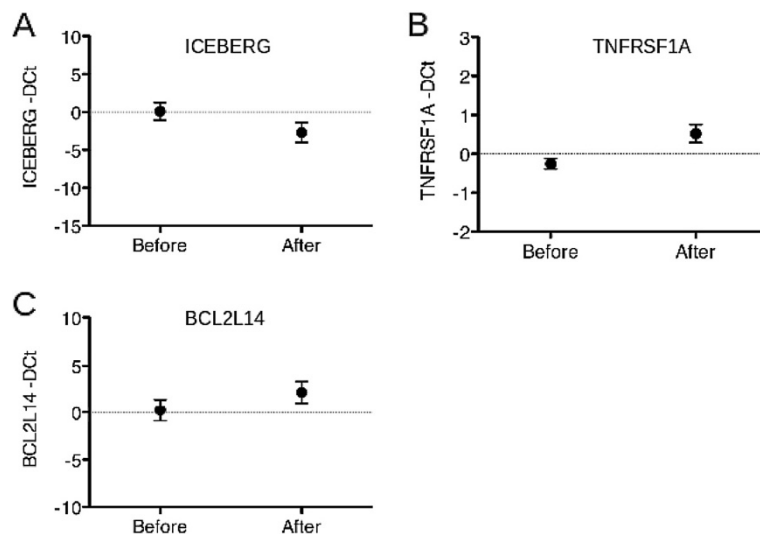 A
ICEBERG
ICEBERG -DCt
10
5
0
-5
-10
-15
Before After
B
TNFRSF1A
TNFRSF1A -DCt
3
2
1
0
-1
-2
Before After
C
BCL2L14
BCL2L14 -DCt
10
5
0
-5
-10
Before After